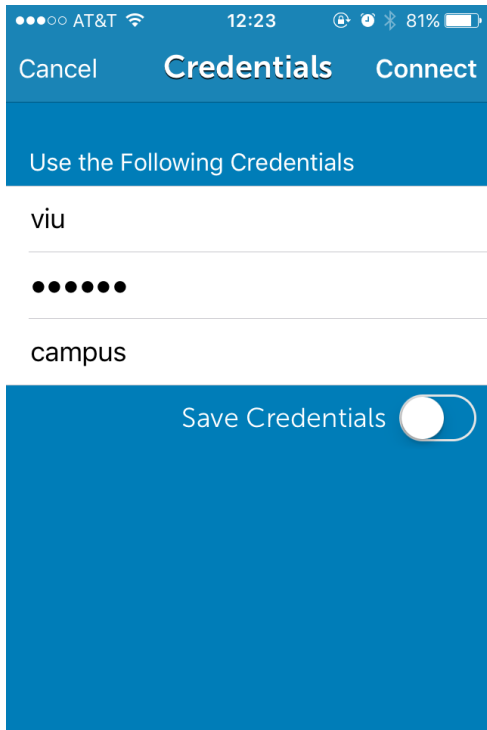 ●●●○○ AT&T 12:23 81%
Cancel Credentials Connect
Use the Following Credentials
viu
●●●●●●
campus
Save Credentials